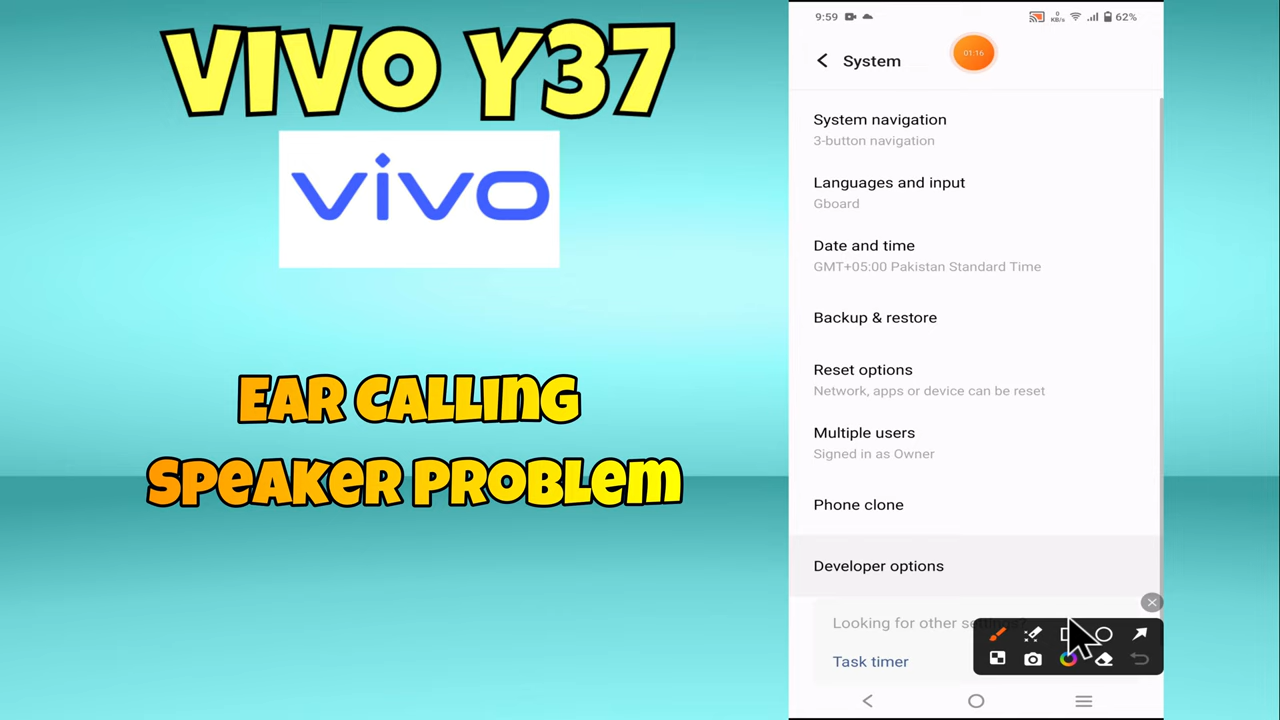 VIVO Y37
vivo
EAR CALLING
SPEAKER PROBLEM
9:59 0 KB/s 62%
System 01:16
System navigation
3-button navigation
Languages and input
Gboard
Date and time
GMT+05:00 Pakistan Standard Time
Backup & restore
Reset options
Network, apps or device can be reset
Multiple users
Signed in as Owner
Phone clone
Developer options
Looking for other
Task timer